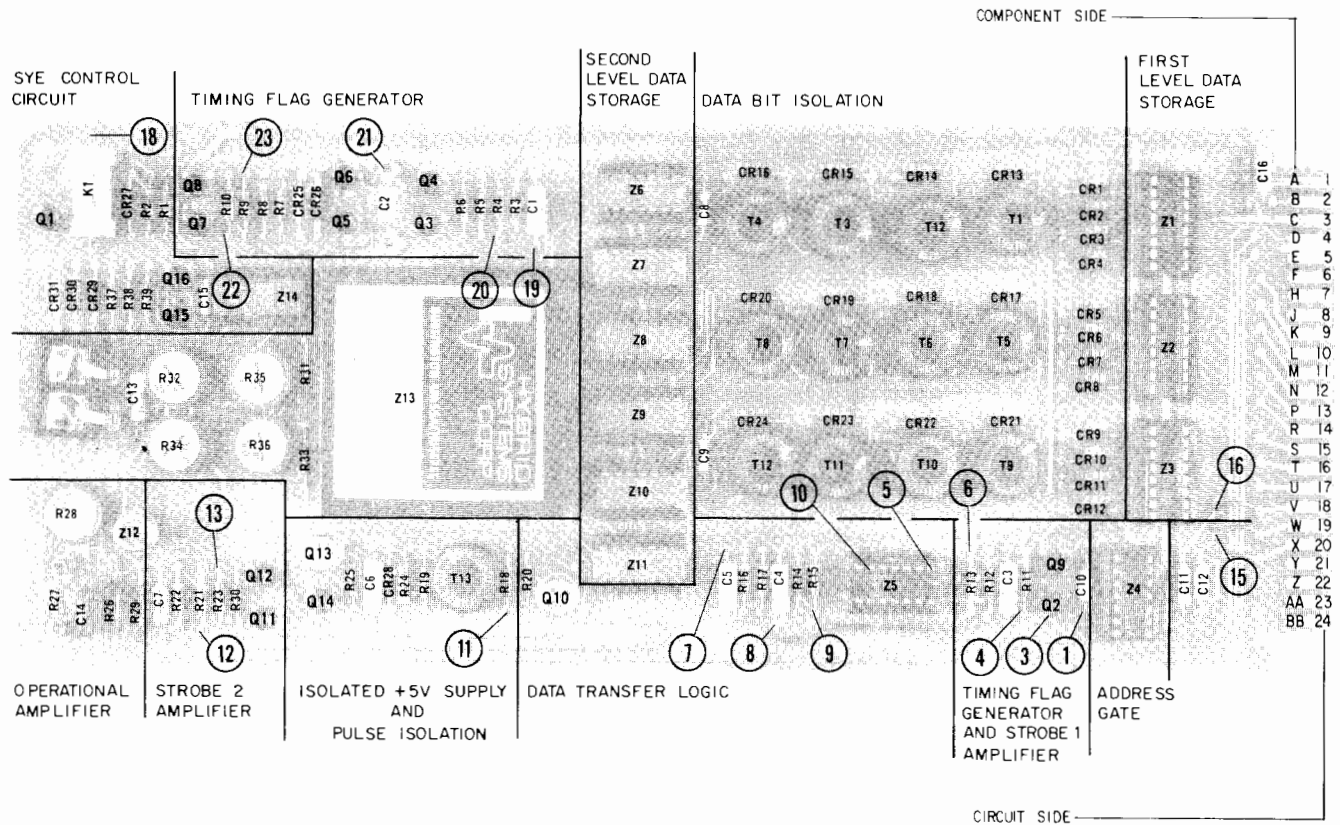 COMPONENT SIDE
SYE CONTROL
CIRCUIT
TIMING FLAG GENERATOR
SECOND
LEVEL DATA
STORAGE
DATA BIT ISOLATION
FIRST
LEVEL DATA
STORAGE
18
23
21
K1
Q1
CR27
R2
R1
Q8
Q7
R10
R9
R8
R7
CR25
CR26
Q6
Q5
C2
Q4
Q3
R6
R5
R4
R3
C1
22
20
19
CR31
CR30
CR29
R37
R38
R39
Q16
Q15
C15
Z14
Z6
Z7
Z8
Z9
Z10
Z11
C8
CR16
CR15
CR14
CR13
T4
T3
T12
T1
CR1
CR2
CR3
CR4
CR20
CR19
CR18
CR17
T8
T7
T6
T5
CR5
CR6
CR7
CR8
CR24
CR23
CR22
CR21
C9
T12
T11
T10
T9
CR9
CR10
CR11
CR12
Z1
Z2
Z3
C16
A 1
B 2
C 3
D 4
E 5
F 6
H 7
J 8
K 9
L 10
M 11
N 12
P 13
R 14
S 15
T 16
U 17
V 18
W 19
X 20
Y 21
Z 22
AA 23
BB 24
C13
R32
R35
R31
R34
R36
R33
Z13
R28
Z12
R27
C14
R26
R29
13
C7
R22
R21
R23
R30
Q12
Q11
12
Q13
Q14
R25
C6
CR28
R24
R19
T13
R18
11
R20
Q10
7
C5
R16
R17
C4
R14
R15
8
9
10
5
Z5
6
R13
R12
C3
R11
Q9
Q2
C10
4
3
1
Z4
C11
C12
16
15
OPERATIONAL
AMPLIFIER
STROBE 2
AMPLIFIER
ISOLATED +5V SUPPLY
AND
PULSE ISOLATION
DATA TRANSFER LOGIC
TIMING FLAG
GENERATOR
AND STROBE 1
AMPLIFIER
ADDRESS
GATE
CIRCUIT SIDE